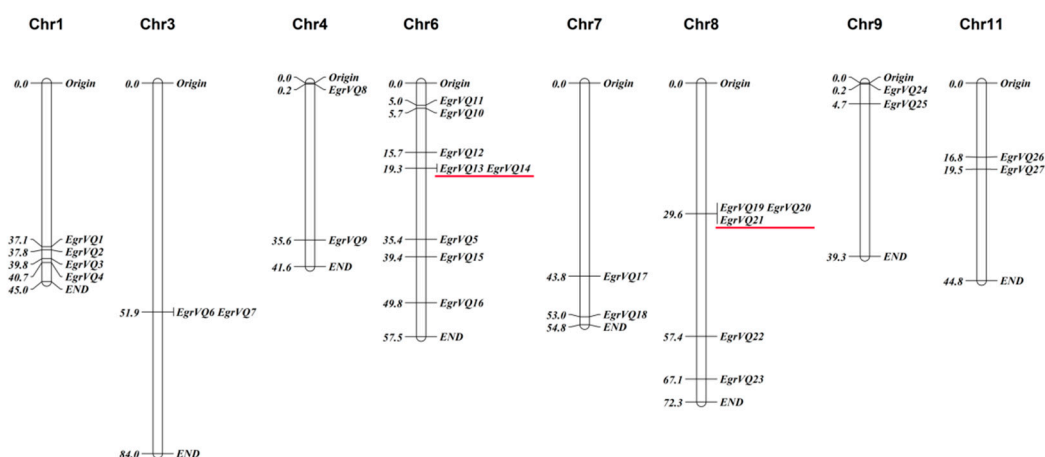 Chr1 Chr3 Chr4 Chr6 Chr7 Chr8 Chr9 Chr11
0.0 Origin
37.1 EgrVQ1
37.8 EgrVQ2
39.8 EgrVQ3
40.7 EgrVQ4
45.0 END
0.0 Origin
51.9 EgrVQ6 EgrVQ7
84.0 END
0.0 Origin
0.2 EgrVQ8
35.6 EgrVQ9
41.6 END
0.0 Origin
5.0 EgrVQ11
5.7 EgrVQ10
15.7 EgrVQ12
19.3 EgrVQ13 EgrVQ14
35.4 EgrVQ5
39.4 EgrVQ15
49.8 EgrVQ16
57.5 END
0.0 Origin
43.8 EgrVQ17
53.0 EgrVQ18
54.8 END
0.0 Origin
29.6 EgrVQ19 EgrVQ20
EgrVQ21
57.4 EgrVQ22
67.1 EgrVQ23
72.3 END
0.0 Origin
0.2 EgrVQ24
4.7 EgrVQ25
39.3 END
0.0 Origin
16.8 EgrVQ26
19.5 EgrVQ27
44.8 END